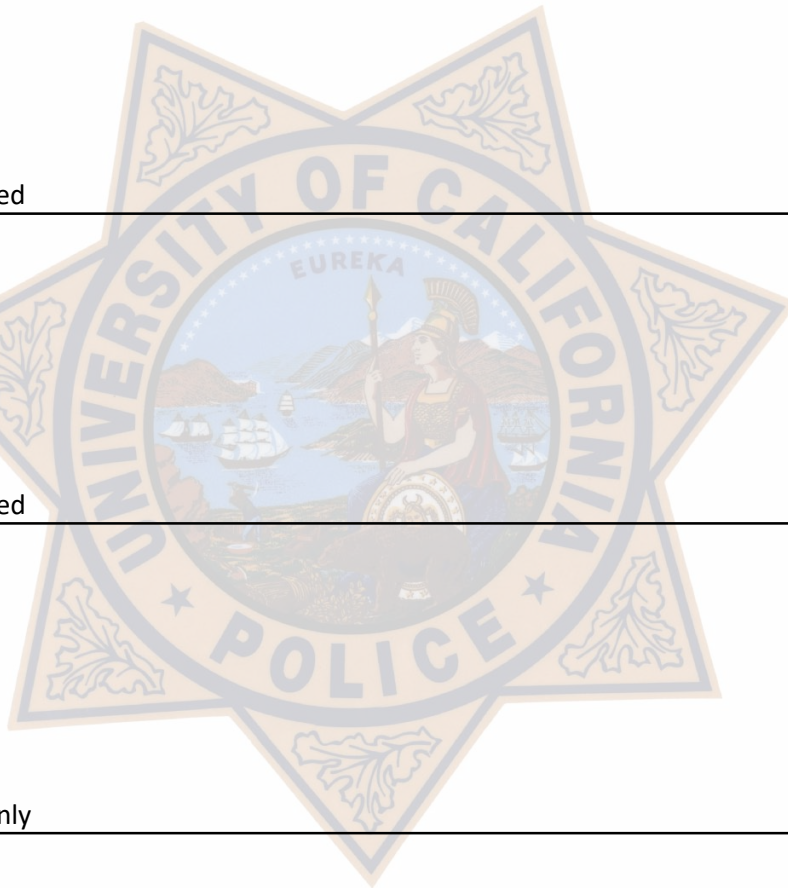 ed
UNIVERSITY OF CALIFORNIA
EUREKA
ed
POLICE
nly